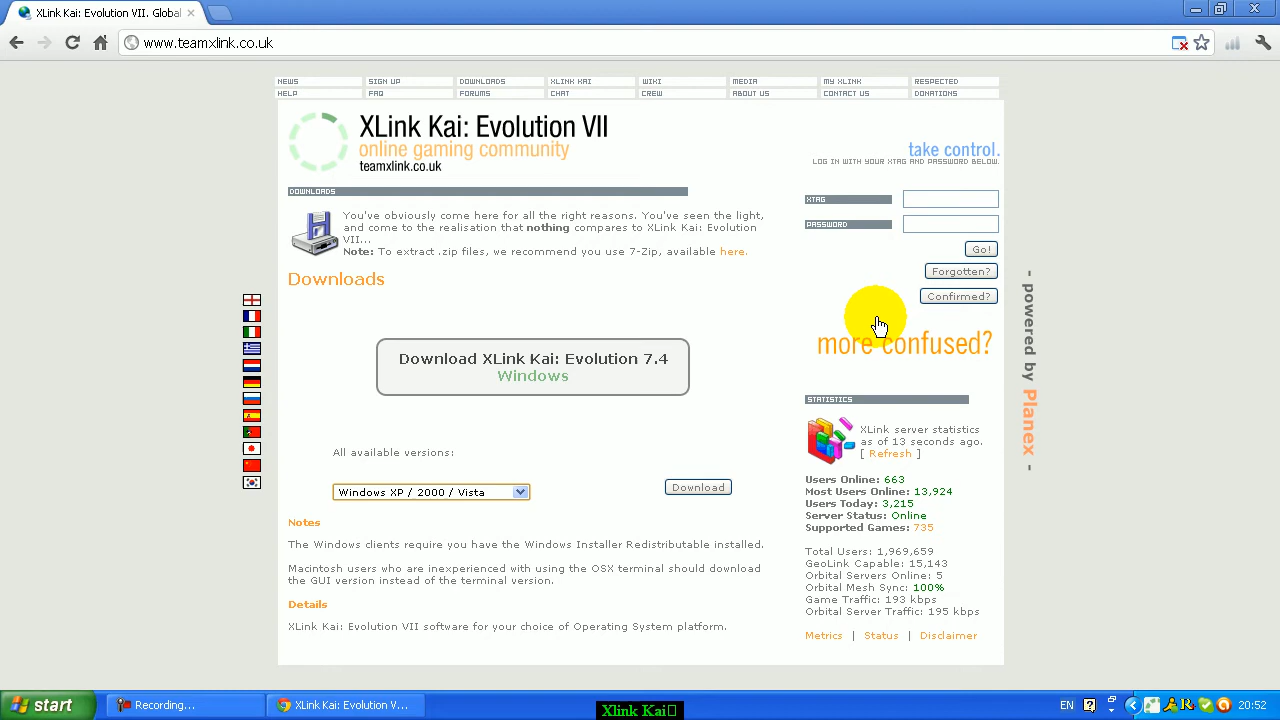 XLink Kai: Evolution VII. Global
www.teamxlink.co.uk
NEWS SIGN UP DOWNLOADS XLINK KAI WIKI MEDIA MY XLINK RESPECTED
HELP FAQ FORUMS CHAT CREW ABOUT US CONTACT US DONATIONS
XLink Kai: Evolution VII
online gaming community
teamxlink.co.uk
take control.
LOG IN WITH YOUR XTAG AND PASSWORD BELOW.
DOWNLOADS
You've obviously come here for all the right reasons. You've seen the light,
and come to the realisation that nothing compares to XLink Kai: Evolution
VII...
Note: To extract .zip files, we recommend you use 7-Zip, available here.
Downloads
Download XLink Kai: Evolution 7.4
Windows
All available versions:
Windows XP / 2000 / Vista
Download
Notes
The Windows clients require you have the Windows Installer Redistributable installed.
Macintosh users who are inexperienced with using the OSX terminal should download
the GUI version instead of the terminal version.
Details
XLink Kai: Evolution VII software for your choice of Operating System platform.
XTAG
PASSWORD
Go!
Forgotten?
Confirmed?
more confused?
STATISTICS
XLink server statistics
as of 13 seconds ago.
[ Refresh ]
Users Online: 663
Most Users Online: 13,924
Users Today: 3,215
Server Status: Online
Supported Games: 735
Total Users: 1,969,659
GeoLink Capable: 15,143
Orbital Servers Online: 5
Orbital Mesh Sync: 100%
Game Traffic: 193 kbps
Orbital Server Traffic: 195 kbps
Metrics | Status | Disclaimer
- powered by Planex -
start
Recording...
XLink Kai: Evolution V...
Xlink Kai
EN
20:52